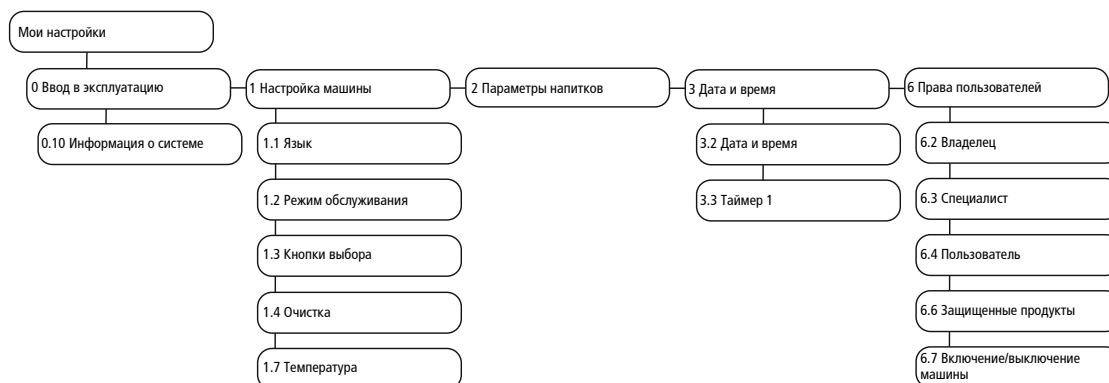 Мои настройки
0 Ввод в эксплуатацию
1 Настройка машины
2 Параметры напитков
3 Дата и время
6 Права пользователей
0.10 Информация о системе
1.1 Язык
1.2 Режим обслуживания
1.3 Кнопки выбора
1.4 Очистка
1.7 Температура
3.2 Дата и время
3.3 Таймер 1
6.2 Владелец
6.3 Специалист
6.4 Пользователь
6.6 Защищенные продукты
6.7 Включение/выключение
машины